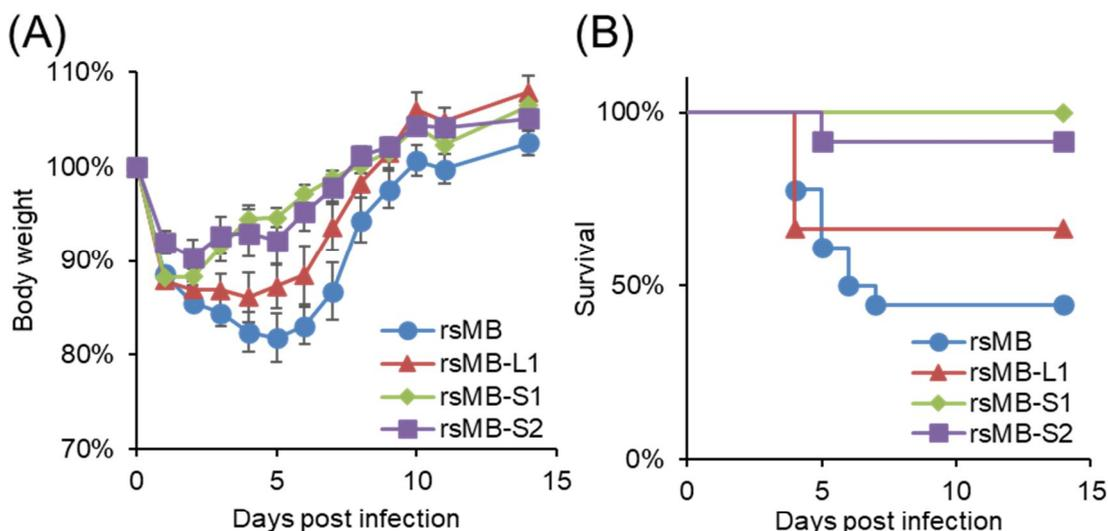 (A)
110%
100%
90%
80%
70%
Body weight
0
5
10
15
Days post infection
rsMB
rsMB-L1
rsMB-S1
rsMB-S2
(B)
100%
50%
0%
Survival
0
5
10
15
Days post infection
rsMB
rsMB-L1
rsMB-S1
rsMB-S2